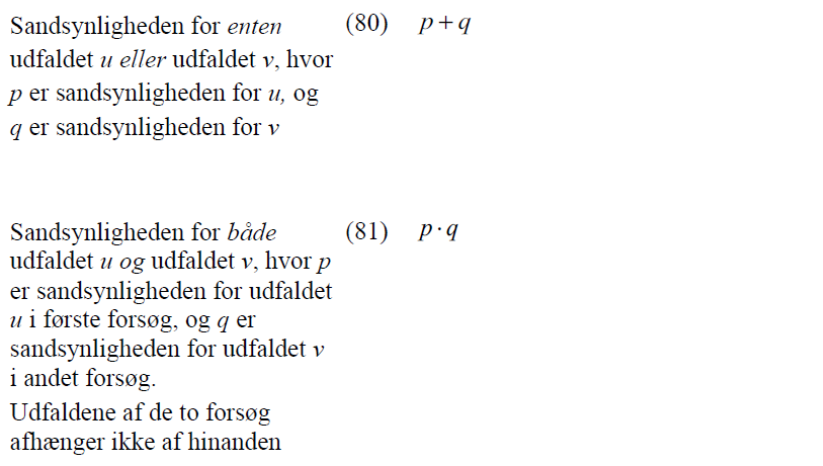 Sandsynligheden for enten (80) p + q
udfaldet u eller udfaldet v, hvor
p er sandsynligheden for u, og
q er sandsynligheden for v
Sandsynligheden for både (81) p · q
udfaldet u og udfaldet v, hvor p
er sandsynligheden for udfaldet
u i første forsøg, og q er
sandsynligheden for udfaldet v
i andet forsøg.
Udfaldene af de to forsøg
afhænger ikke af hinanden